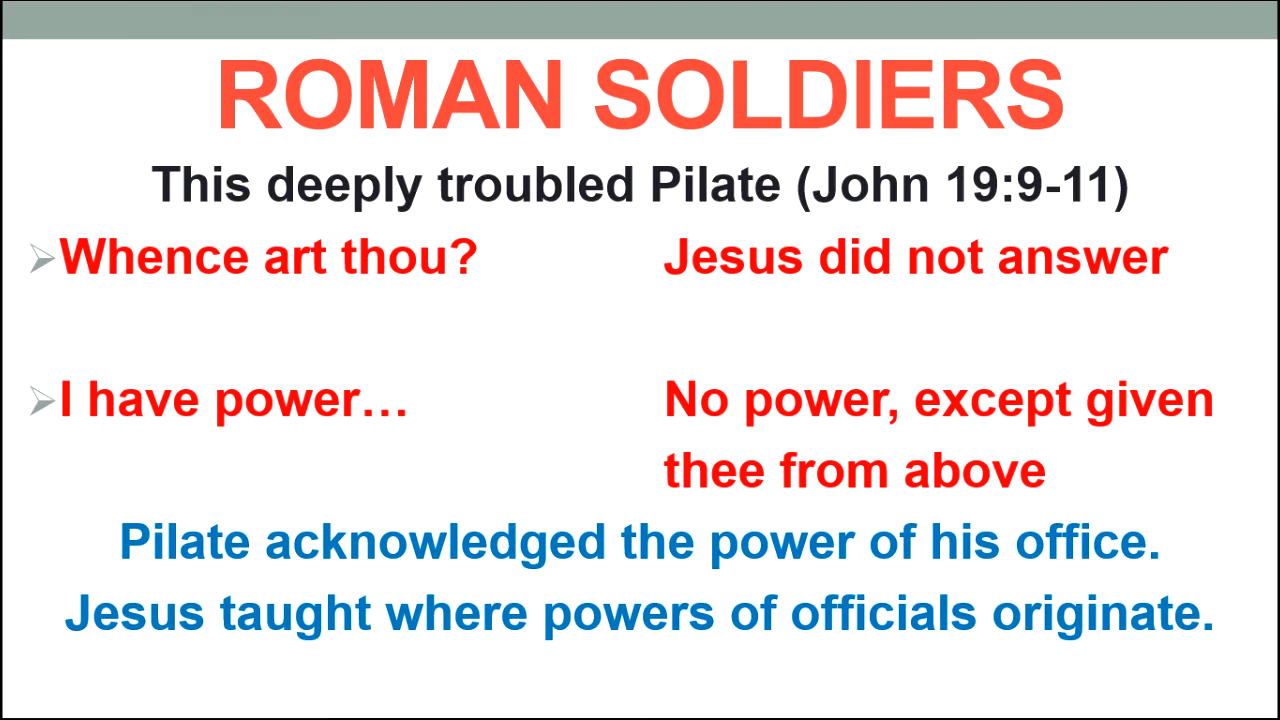 ROMAN SOLDIERS
This deeply troubled Pilate (John 19:9-11)
➢Whence art thou? Jesus did not answer
➢I have power… No power, except given
thee from above
Pilate acknowledged the power of his office.
Jesus taught where powers of officials originate.